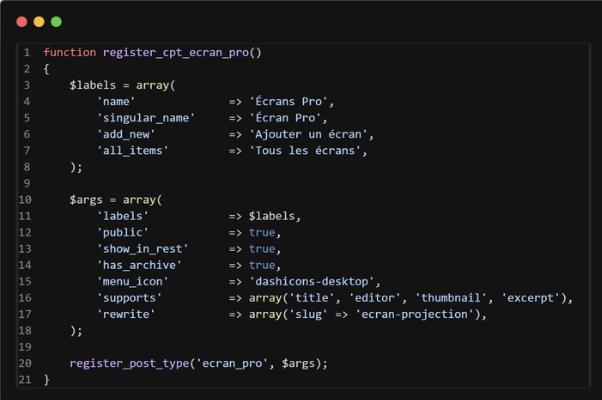 1 function register_cpt_ecran_pro()
2 {
3     $labels = array(
4         'name'              => 'Écrans Pro',
5         'singular_name'     => 'Écran Pro',
6         'add_new'           => 'Ajouter un écran',
7         'all_items'         => 'Tous les écrans',
8     );
9
10     $args = array(
11         'labels'            => $labels,
12         'public'            => true,
13         'show_in_rest'      => true,
14         'has_archive'       => true,
15         'menu_icon'         => 'dashicons-desktop',
16         'supports'          => array('title', 'editor', 'thumbnail', 'excerpt'),
17         'rewrite'           => array('slug' => 'ecran-projection'),
18     );
19
20     register_post_type('ecran_pro', $args);
21 }